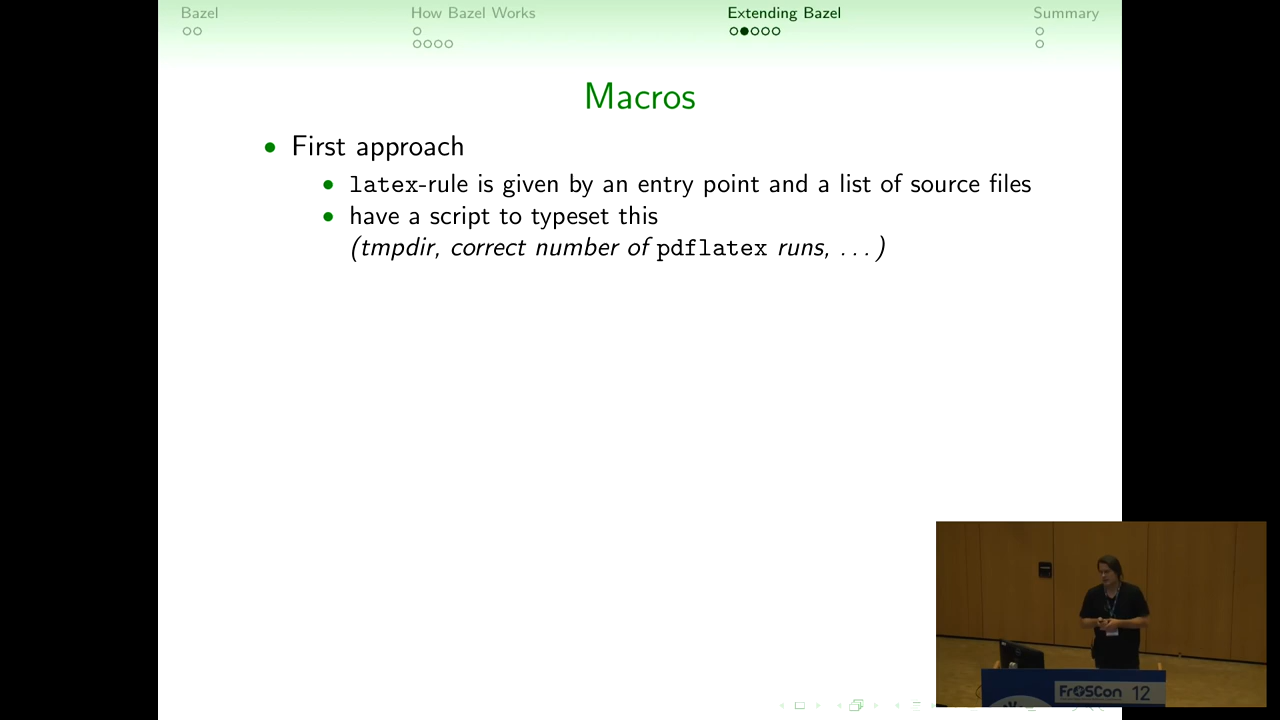 Bazel
How Bazel Works
Extending Bazel
Summary
Macros
• First approach
• latex-rule is given by an entry point and a list of source files
• have a script to typeset this
(tmpdir, correct number of pdflatex runs, ...)
FrOSCon 12